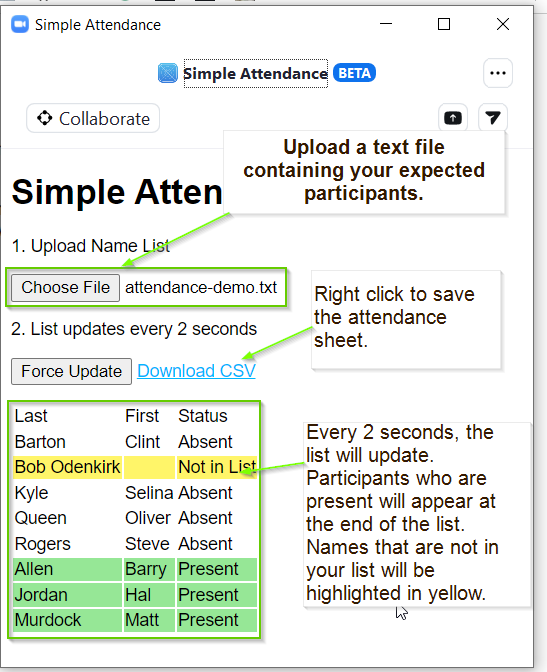 Simple Attendance
Simple Attendance BETA
Collaborate
Upload a text file
containing your expected
participants.
Simple Atten
1. Upload Name List
Choose File attendance-demo.txt
Right click to save
the attendance
sheet.
2. List updates every 2 seconds
Force Update Download CSV
Last First Status
Barton Clint Absent
Bob Odenkirk Not in List
Kyle Selina Absent
Queen Oliver Absent
Rogers Steve Absent
Allen Barry Present
Jordan Hal Present
Murdock Matt Present
Every 2 seconds, the
list will update.
Participants who are
present will appear at
the end of the list.
Names that are not in
your list will be
highlighted in yellow.